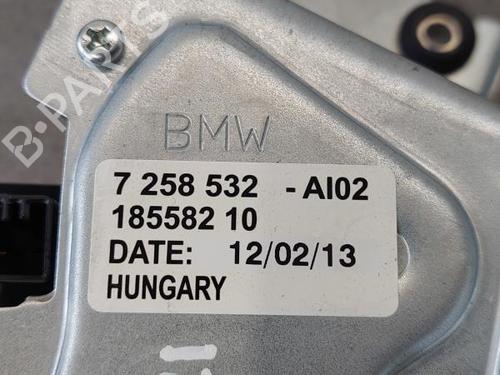 B-PARTS
BMW
7 258 532 - AI02
185582 10
DATE: 12/02/13
HUNGARY